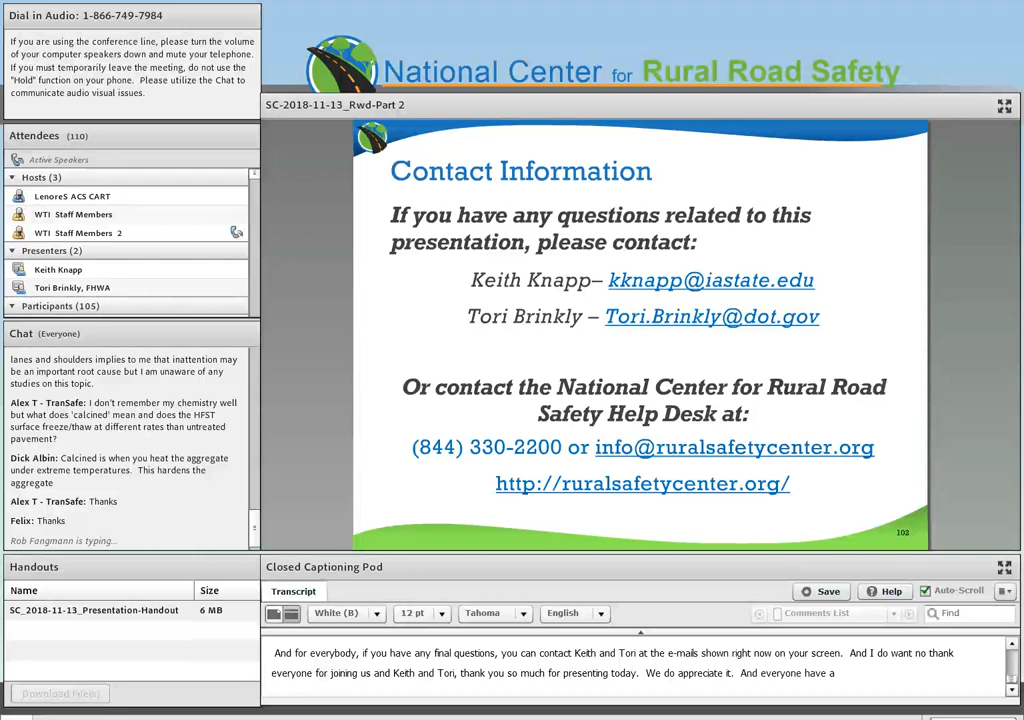 Dial in Audio: 1-866-749-7984
If you are using the conference line, please turn the volume
of your computer speakers down and mute your telephone.
If you must temporarily leave the meeting, do not use the
"Hold" function on your phone. Please utilize the Chat to
communicate audio visual issues.
National Center for Rural Road Safety
Attendees (110)
Active Speakers
Hosts (3)
LenoreS ACS CART
WTI Staff Members
WTI Staff Members 2
Presenters (2)
Keith Knapp
Tori Brinkly, FHWA
Participants (105)
Chat (Everyone)
lanes and shoulders implies to me that inattention may
be an important root cause but I am unaware of any
studies on this topic.
Alex T - TranSafe: I don't remember my chemistry well
but what does 'calcined' mean and does the HFST
surface freeze/thaw at different rates than untreated
pavement?
Dick Albin: Calcined is when you heat the aggregate
under extreme temperatures. This hardens the
aggregate
Alex T - TranSafe: Thanks
Felix: Thanks
Rob Fangmann is typing...
SC-2018-11-13_Rwd-Part 2
Contact Information
If you have any questions related to this
presentation, please contact:
Keith Knapp– kknapp@iastate.edu
Tori Brinkly – Tori.Brinkly@dot.gov
Or contact the National Center for Rural Road
Safety Help Desk at:
(844) 330-2200 or info@ruralsafetycenter.org
http://ruralsafetycenter.org/
102
Handouts
Name Size
SC_2018-11-13_Presentation-Handout 6 MB
Download File(s)
Closed Captioning Pod
Transcript
Save Help Auto-Scroll
White (B) 12 pt Tahoma English Comments List Find
And for everybody, if you have any final questions, you can contact Keith and Tori at the e-mails shown right now on your screen. And I do want no thank
everyone for joining us and Keith and Tori, thank you so much for presenting today. We do appreciate it. And everyone have a